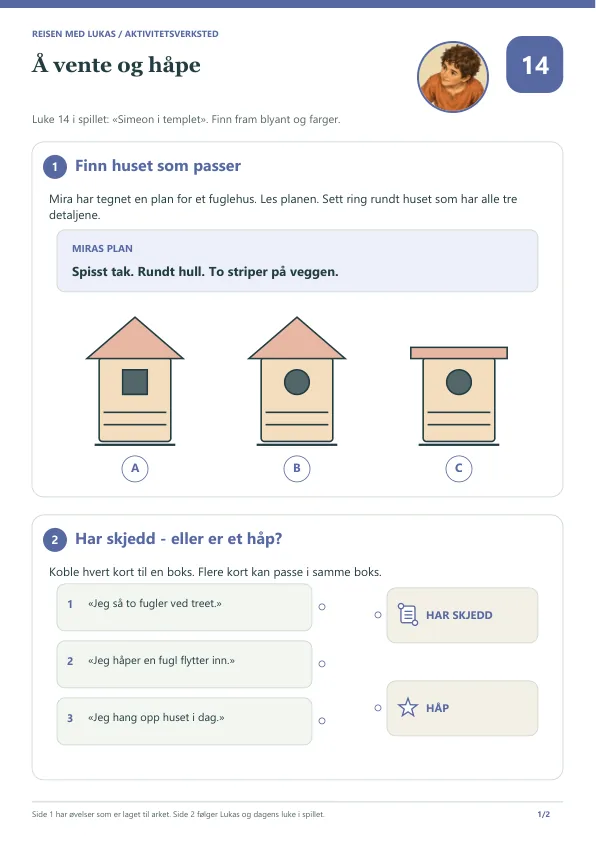 REISEN MED LUKAS / AKTIVITETSVERKSTED
Å vente og håpe
14
Luke 14 i spillet: «Simeon i templet». Finn fram blyant og farger.
1 Finn huset som passer
Mira har tegnet en plan for et fuglehus. Les planen. Sett ring rundt huset som har alle tre
detaljene.
MIRAS PLAN
Spisst tak. Rundt hull. To striper på veggen.
A B C
2 Har skjedd - eller er et håp?
Koble hvert kort til en boks. Flere kort kan passe i samme boks.
1 «Jeg så to fugler ved treet.»
HAR SKJEDD
2 «Jeg håper en fugl flytter inn.»
HÅP
3 «Jeg hang opp huset i dag.»
Side 1 har øvelser som er laget til arket. Side 2 følger Lukas og dagens luke i spillet.
1/2